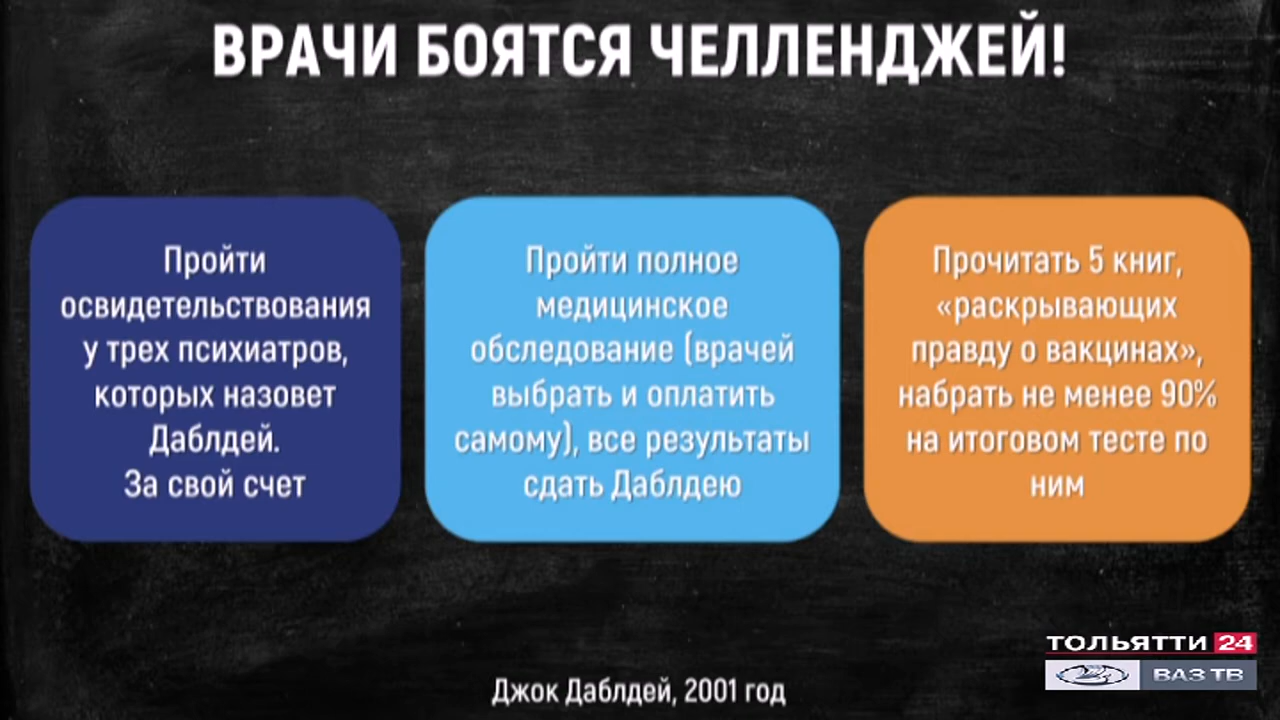 ВРАЧИ БОЯТСЯ ЧЕЛЛЕНДЖЕЙ!
Пройти
освидетельствования
у трех психиатров,
которых назовет
Даблдей.
За свой счет
Пройти полное
медицинское
обследование (врачей
выбрать и оплатить
самому), все результаты
сдать Даблдею
Прочитать 5 книг,
«раскрывающих
правду о вакцинах»,
набрать не менее 90%
на итоговом тесте по
ним
Джок Даблдей, 2001 год
ТОЛЬЯТТИ 24
ВАЗ ТВ